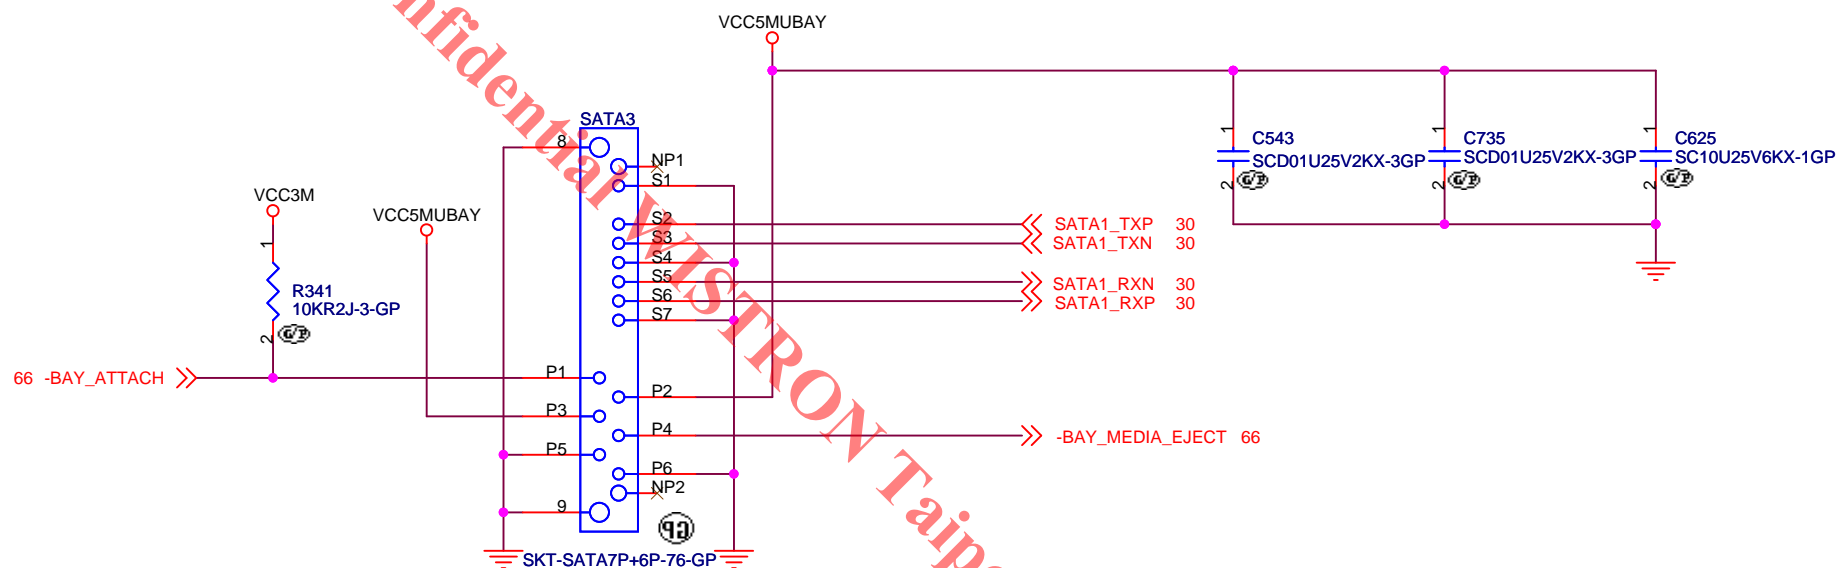 VCC5MUBAY
SATA3
8
NP1
S1
S2
S3
S4
S5
S6
S7
SATA1_TXP 30
SATA1_TXN 30
SATA1_RXN 30
SATA1_RXP 30
1
C543
SCD01U25V2KX-3GP
2
G/P
1
C735
SCD01U25V2KX-3GP
2
G/P
1
C625
SC10U25V6KX-1GP
2
G/P
VCC3M
1
R341
10KR2J-3-GP
2
G/P
VCC5MUBAY
66 -BAY_ATTACH
P1
P2
P3
P4
-BAY_MEDIA_EJECT 66
P5
P6
NP2
9
SKT-SATA7P+6P-76-GP
WISTRON